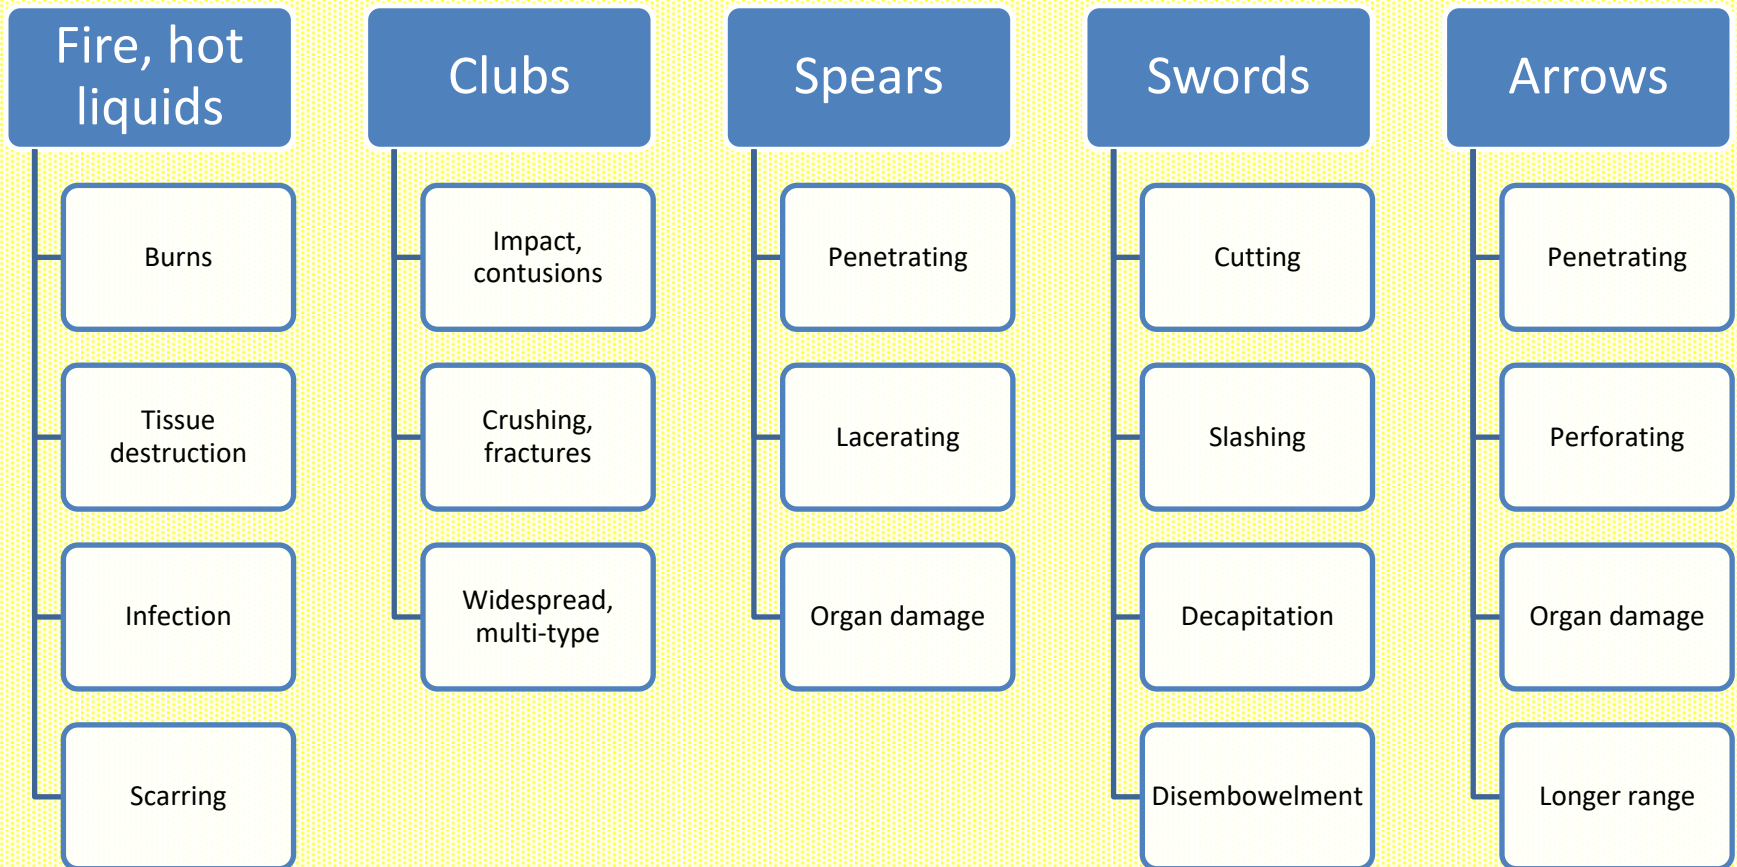 Fire, hot
liquids
Burns
Tissue
destruction
Infection
Scarring
Clubs
Impact,
contusions
Crushing,
fractures
Widespread,
multi-type
Spears
Penetrating
Lacerating
Organ damage
Swords
Cutting
Slashing
Decapitation
Disembowelment
Arrows
Penetrating
Perforating
Organ damage
Longer range